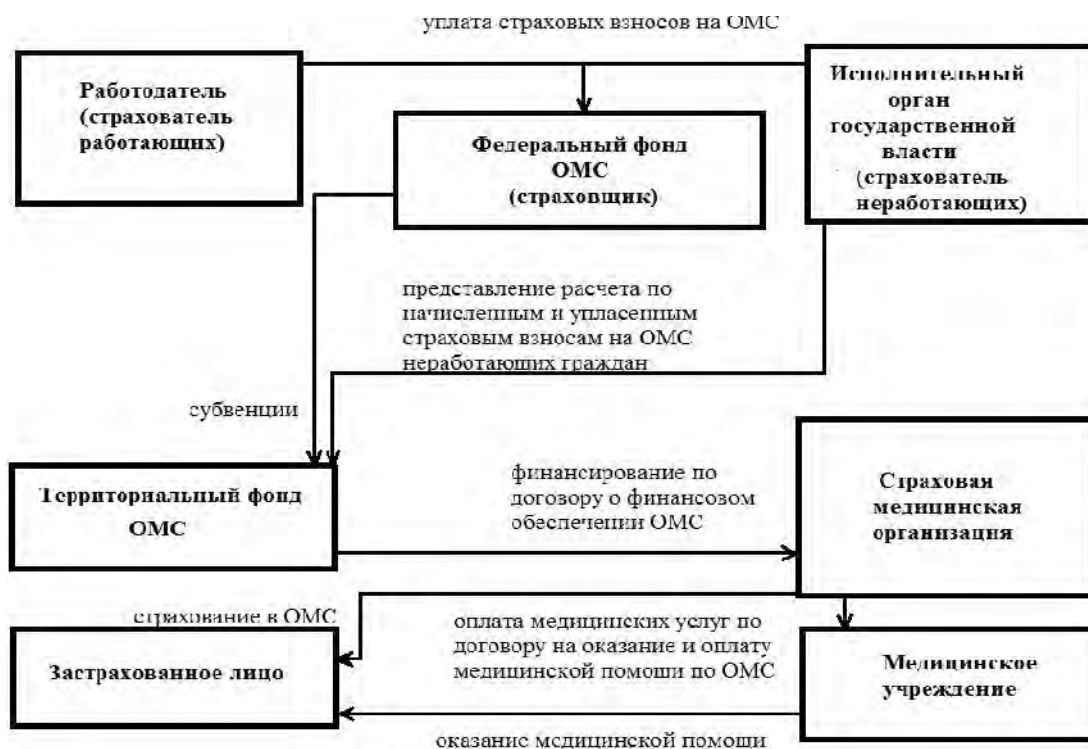 уплата страховых взносов на ОМС
Работодатель
(страхователь
работающих)
Федеральный фонд
ОМС
(страховщик)
Исполнительный
орган
государственной
власти
(страхователь
неработающих)
представление расчета по
начисленным и упласенным
страховым взносам на ОМС
неработающих граждан
субвенции
Территориальный фонд
ОМС
финансирование по
договору о финансовом
обеспечении ОМС
Страховая
медицинская
организация
страхование в ОМС
Застрахованное лицо
оплата медицинских услуг по
договору на оказание и оплату
медицинской помощи по ОМС
Медицинское
учреждение
оказание медицинской помощи